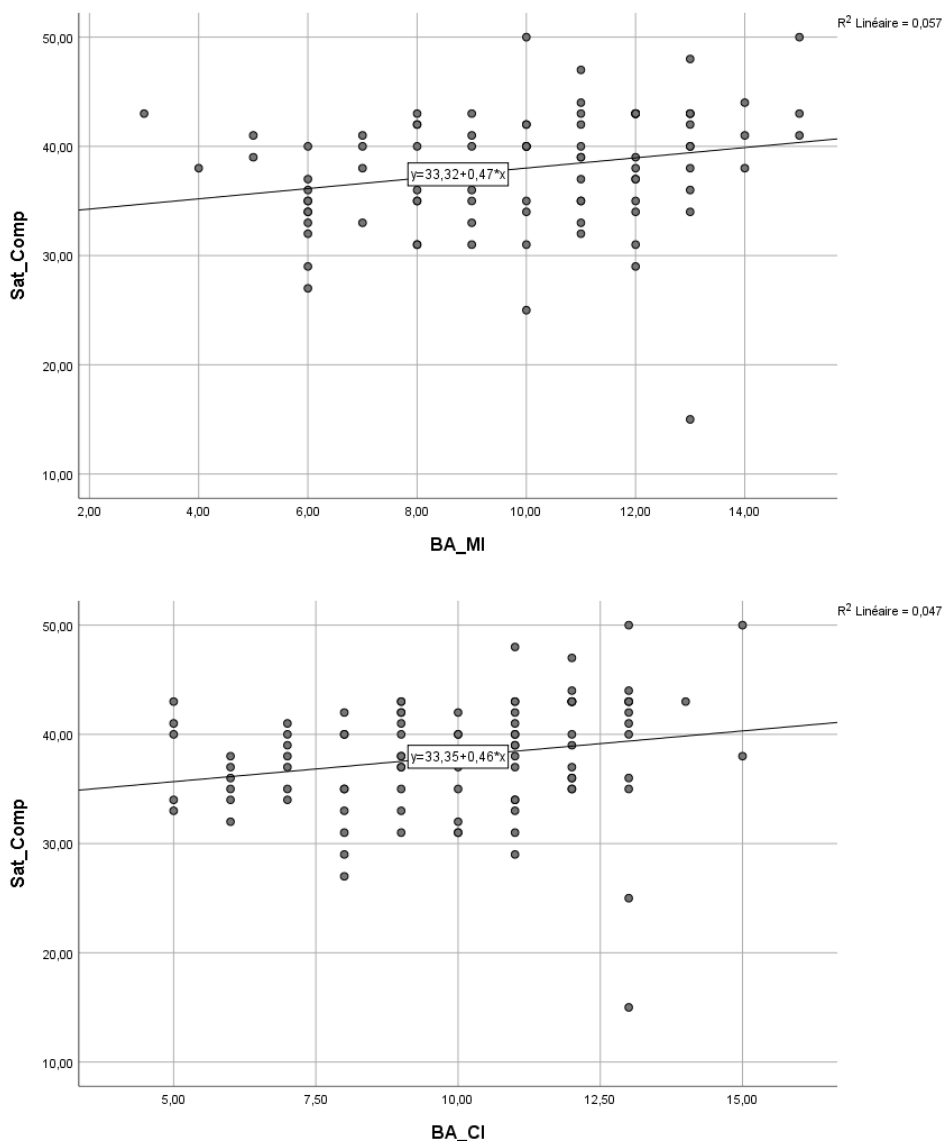 R² Linéaire = 0,057
50,00
40,00
30,00
20,00
10,00
Sat_Comp
y=33,32+0,47*x
2,00 4,00 6,00 8,00 10,00 12,00 14,00
BA_MI
R² Linéaire = 0,047
50,00
40,00
30,00
20,00
10,00
Sat_Comp
y=33,35+0,46*x
5,00 7,50 10,00 12,50 15,00
BA_CI